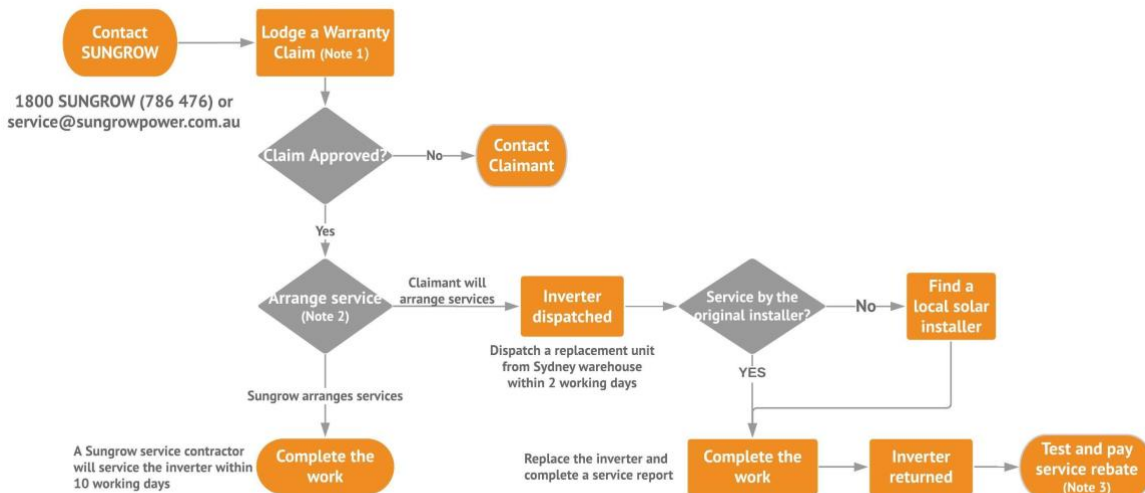 Contact
SUNGROW
Lodge a Warranty
Claim (Note 1)
1800 SUNGROW (786 476) or
service@sungrowpower.com.au
Claim Approved?
No
Contact
Claimant
Yes
Arrange service
(Note 2)
Claimant will
arrange services
Inverter
dispatched
Dispatch a replacement unit
from Sydney warehouse
within 2 working days
Service by the
original installer?
No
Find a
local solar
installer
YES
Sungrow arranges services
A Sungrow service contractor
will service the inverter within
10 working days
Complete the
work
Replace the inverter and
complete a service report
Complete the
work
Inverter
returned
Test and pay
service rebate
(Note 3)